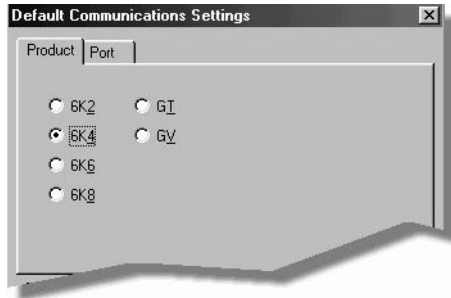 Default Communications Settings
Product Port
6K2 GT
6K4 GV
6K6
6K8